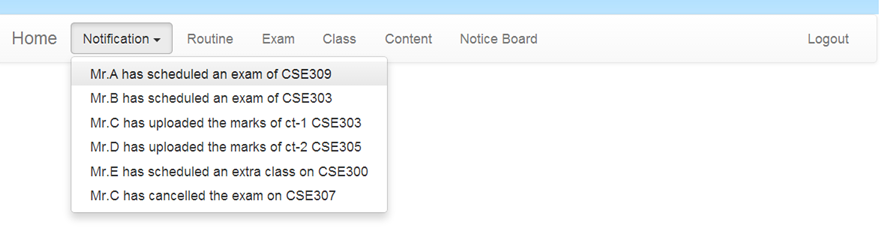 Home Notification Routine Exam Class Content Notice Board Logout
Mr.A has scheduled an exam of CSE309
Mr.B has scheduled an exam of CSE303
Mr.C has uploaded the marks of ct-1 CSE303
Mr.D has uploaded the marks of ct-2 CSE305
Mr.E has scheduled an extra class on CSE300
Mr.C has cancelled the exam on CSE307